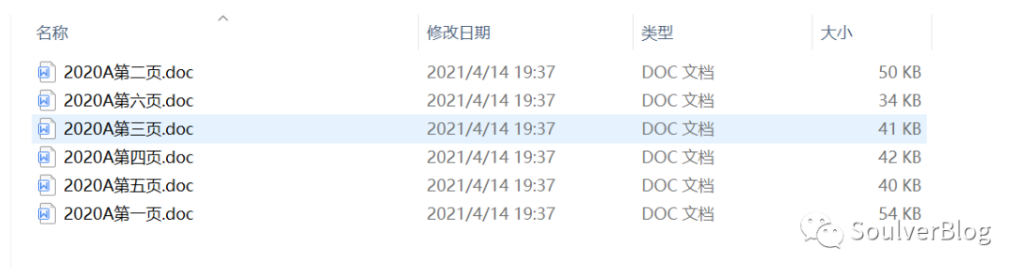 名称 修改日期 类型 大小
2020A第二页.doc 2021/4/14 19:37 DOC 文档 50 KB
2020A第六页.doc 2021/4/14 19:37 DOC 文档 34 KB
2020A第三页.doc 2021/4/14 19:37 DOC 文档 41 KB
2020A第四页.doc 2021/4/14 19:37 DOC 文档 42 KB
2020A第五页.doc 2021/4/14 19:37 DOC 文档 40 KB
2020A第一页.doc 2021/4/14 19:37 DOC 文档 54 KB
SoulverBlog